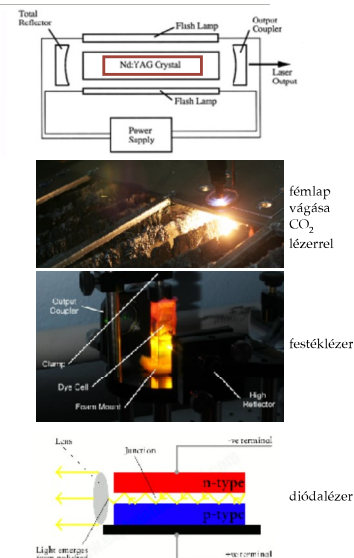 Total
Reflector
Flash Lamp
Output
Coupler
Nd:YAG Crystal
Laser
Output
Flash Lamp
Power
Supply
fémlap
vágása
CO2
lézerrel
Output
Coupler
Clamp
Dye Cell
Foam Mount
High
Reflector
festéklézer
Lens
Junction
-ve terminal
n-type
p-type
diódalézer
Light emerges
+ve terminal